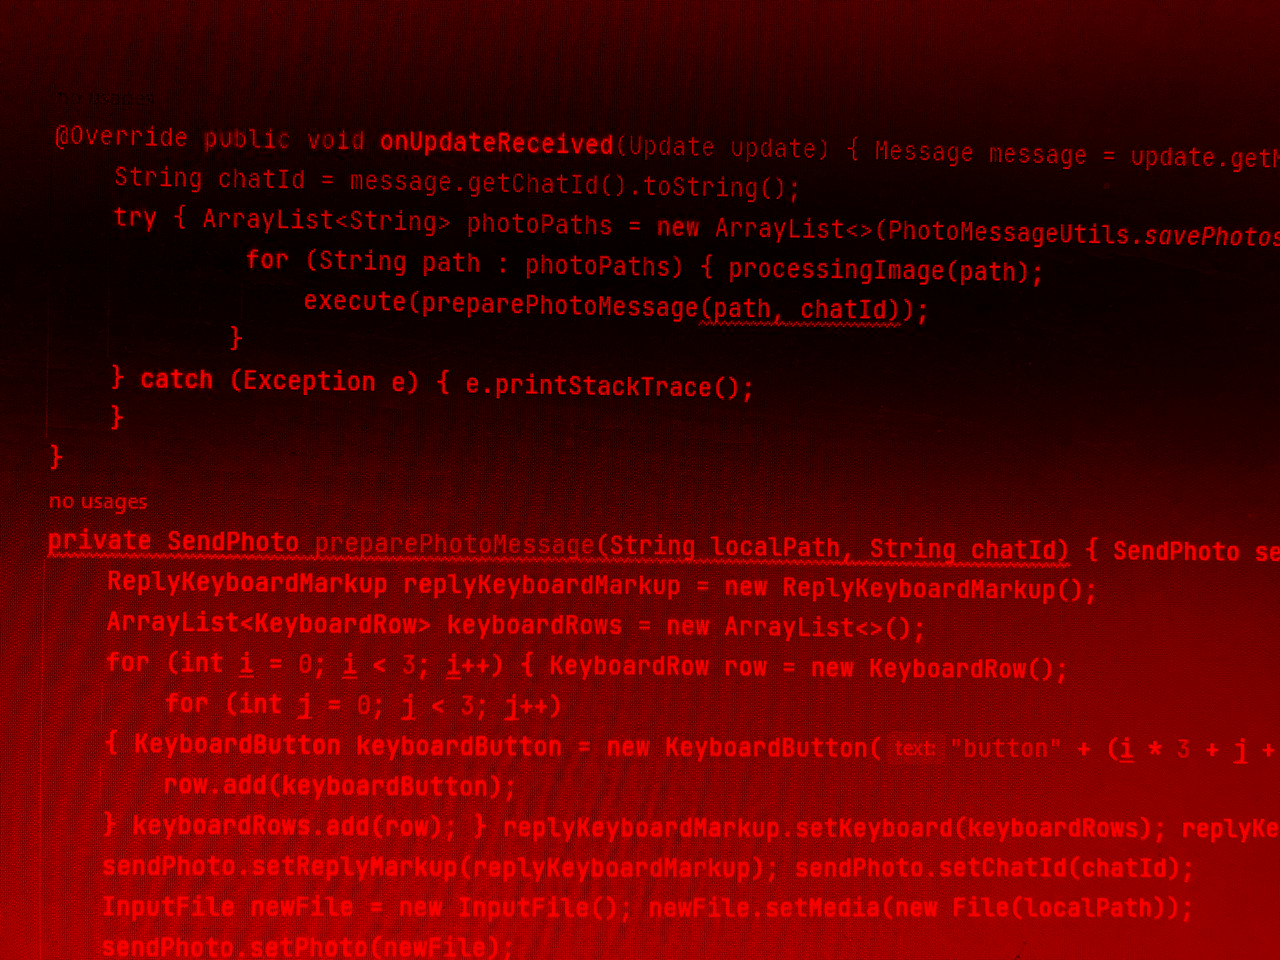 no usages
@Override public void onUpdateReceived(Update update) { Message message = update.get
String chatId = message.getChatId().toString();
try { ArrayList<String> photoPaths = new ArrayList<>(PhotoMessageUtils.savePhotos
for (String path : photoPaths) { processingImage(path);
execute(preparePhotoMessage(path, chatId));
}
} catch (Exception e) { e.printStackTrace();
}
}
no usages
private SendPhoto preparePhotoMessage(String localPath, String chatId) { SendPhoto se
ReplyKeyboardMarkup replyKeyboardMarkup = new ReplyKeyboardMarkup();
ArrayList<KeyboardRow> keyboardRows = new ArrayList<>();
for (int i = 0; i < 3; i++) { KeyboardRow row = new KeyboardRow();
for (int j = 0; j < 3; j++)
{ KeyboardButton keyboardButton = new KeyboardButton( text: "button" + (i * 3 + j +
row.add(keyboardButton);
} keyboardRows.add(row); } replyKeyboardMarkup.setKeyboard(keyboardRows); replyKe
sendPhoto.setReplyMarkup(replyKeyboardMarkup); sendPhoto.setChatId(chatId);
InputFile newFile = new InputFile(); newFile.setMedia(new File(localPath));
sendPhoto.setPhoto(newFile);